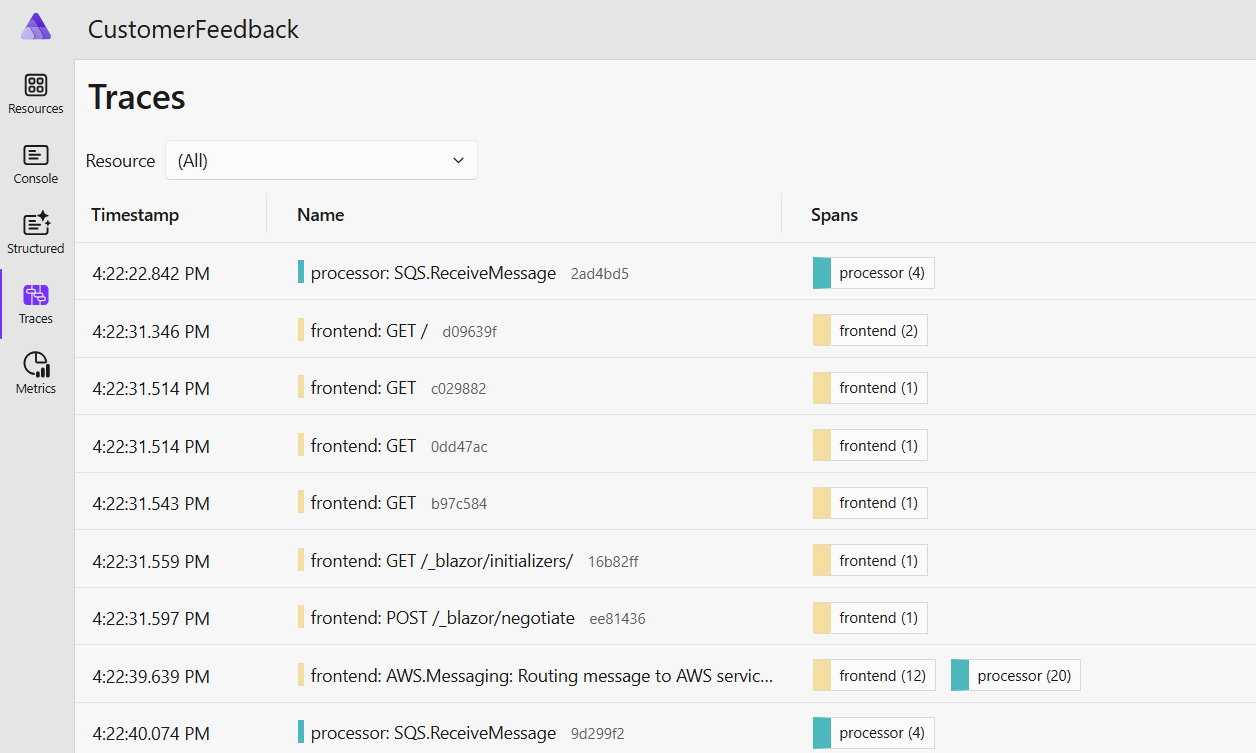 CustomerFeedback
Resources
Console
Structured
Traces
Metrics
Traces
Resource (All)
Timestamp Name Spans
4:22:22.842 PM processor: SQS.ReceiveMessage 2ad4bd5 processor (4)
4:22:31.346 PM frontend: GET / d09639f frontend (2)
4:22:31.514 PM frontend: GET c029882 frontend (1)
4:22:31.514 PM frontend: GET 0dd47ac frontend (1)
4:22:31.543 PM frontend: GET b97c584 frontend (1)
4:22:31.559 PM frontend: GET /_blazor/initializers/ 16b82ff frontend (1)
4:22:31.597 PM frontend: POST /_blazor/negotiate ee81436 frontend (1)
4:22:39.639 PM frontend: AWS.Messaging: Routing message to AWS servic... frontend (12) processor (20)
4:22:40.074 PM processor: SQS.ReceiveMessage 9d299f2 processor (4)